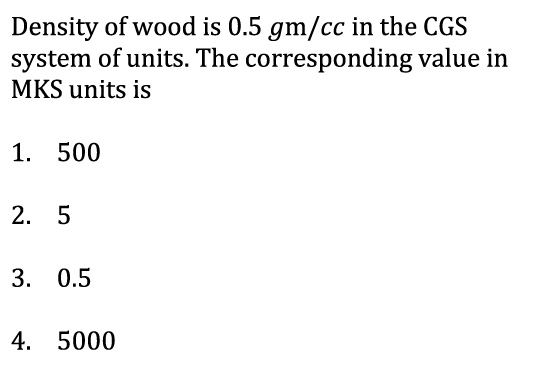 Density of wood is 0.5 gm/cc in the CGS
system of units. The corresponding value in
MKS units is
1. 500
2. 5
3. 0.5
4. 5000